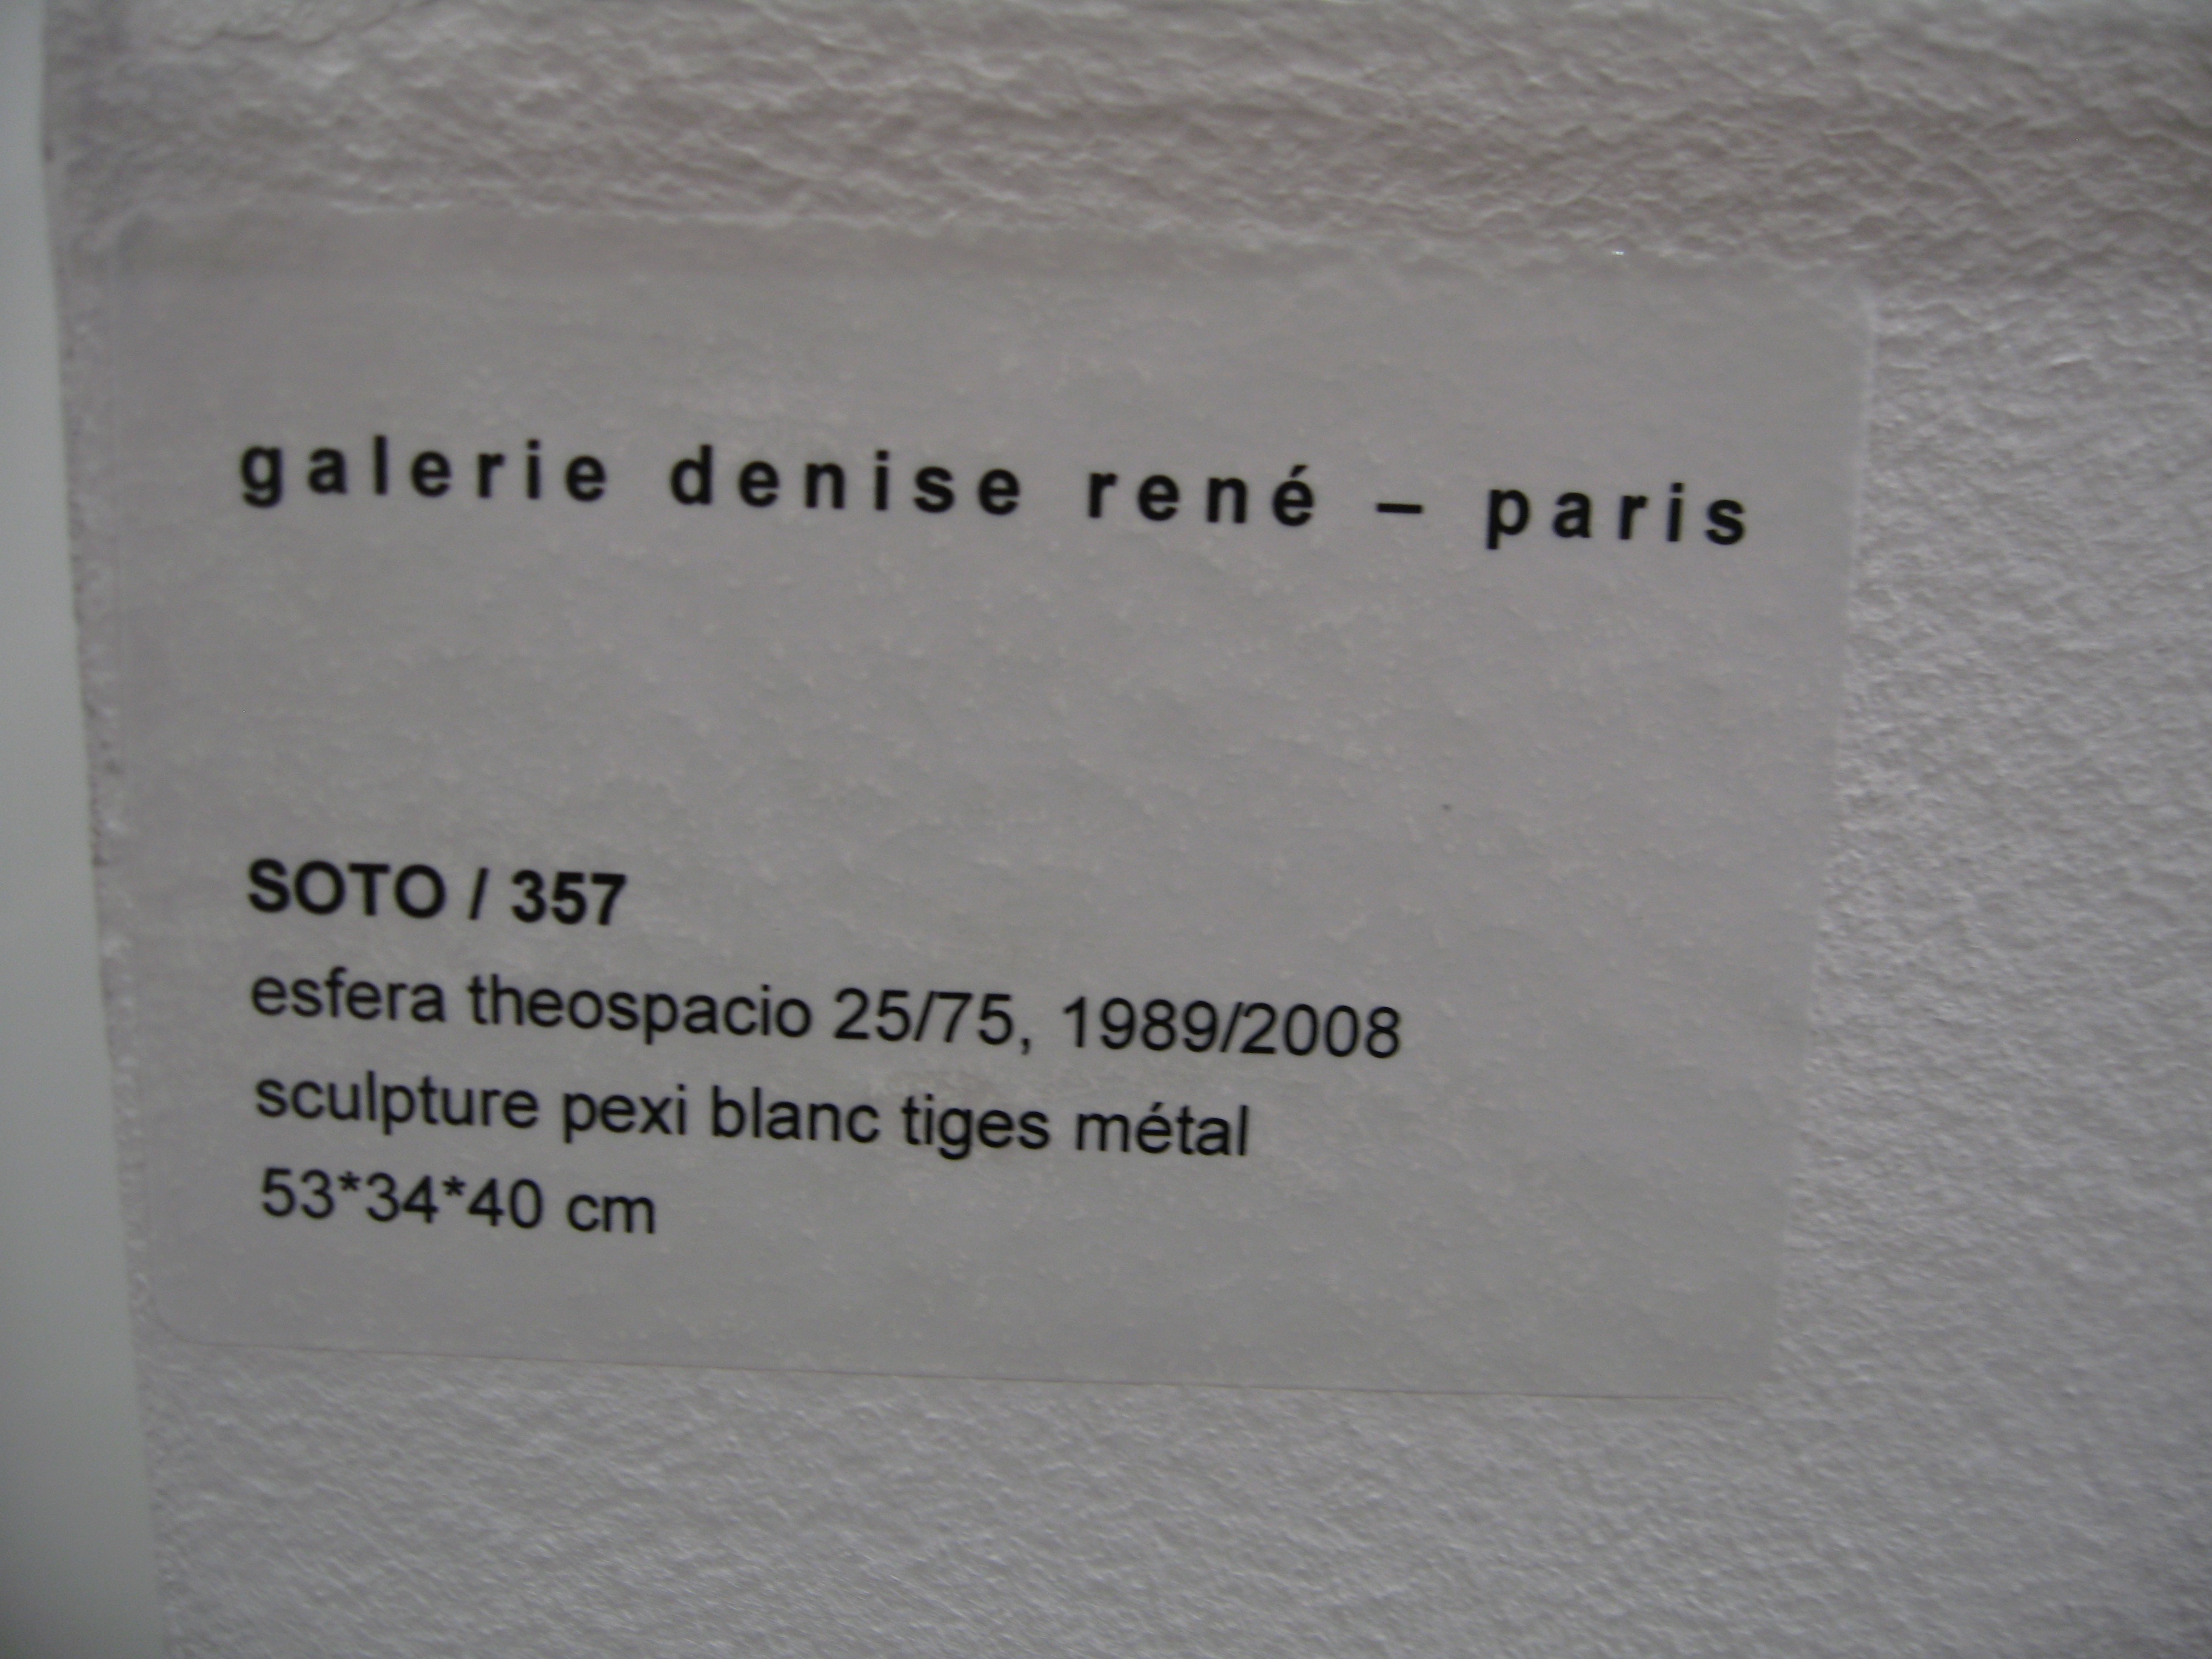 galerie denise rené – paris
SOTO / 357
esfera theospacio 25/75, 1989/2008
sculpture pexi blanc tiges métal
53*34*40 cm